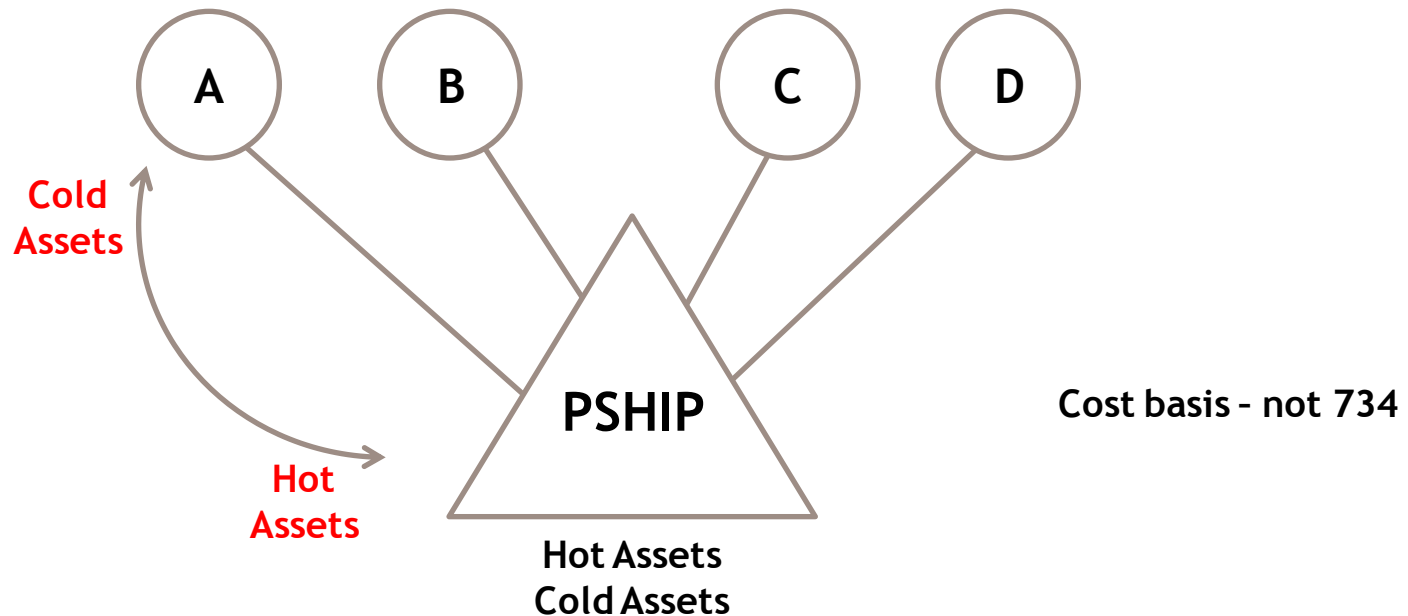 A
B
C
D
Cold
Assets
PSHIP
Cost basis – not 734
Hot
Assets
Hot Assets
Cold Assets